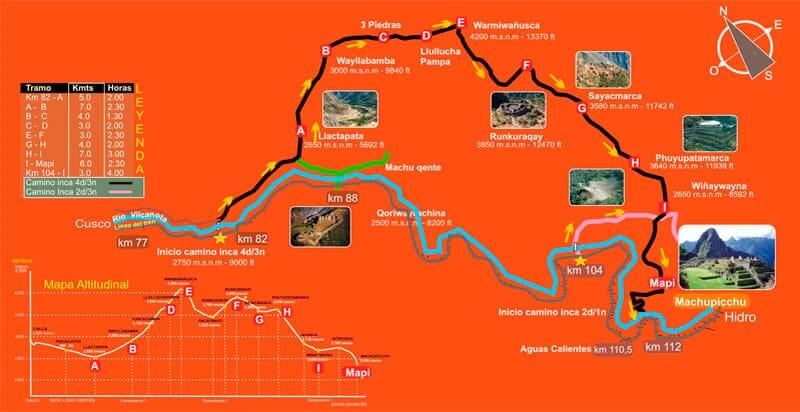 N
E
S
O
3 Piedras
E
Warmiwañusca
4200 m.s.n.m - 13370 ft
C
D
Llullucha
Pampa
B
Wayllabamba
3000 m.s.n.m - 9840 ft
F
Sayacmarca
3580 m.s.n.m - 11742 ft
G
Runkuraqay
3850 m.s.n.m - 12470 ft
Tramo Kmts Horas
Km 82 - A 5.0 2.00
A - B 7.0 2.30
B - C 4.0 1.30
C - D 3.0 2.00
E - F 3.0 2.30
G - H 4.0 2.00
H - I 7.0 3.00
I - Mapi 6.0 2.30
Km 104 - I 3.0 4.00
Camino inca 4d/3n
Camino Inca 2d/3n
LEYENDA
A
Llactapata
2650 m.s.n.m - 5692 ft
H
Phuyupatamarca
3640 m.s.n.m - 11939 ft
Machu qente
Wiñaywayna
2650 m.s.n.m - 8592 ft
I
km 88
Cusco
Rio Vilcanota
Linea del tren
km 77
km 82
Inicio camino inca 4d/3n
2750 m.s.n.m - 9000 ft
2500 m.s.n.m - 8200 ft
I
km 104
Inicio camino inca 2d/1n
Mapi
Machupicchu
Hidro
Aguas Calientes
km 110,5
km 112
Mapa Altitudinal
A
B
D
E
F
G
H
I
Mapi